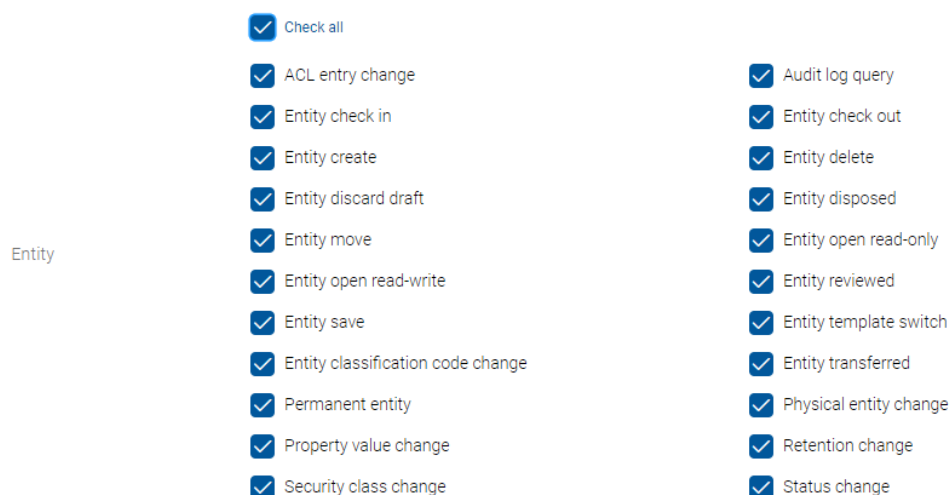 Check all
ACL entry change
Audit log query
Entity check in
Entity check out
Entity create
Entity delete
Entity discard draft
Entity disposed
Entity
Entity move
Entity open read-only
Entity open read-write
Entity reviewed
Entity save
Entity template switch
Entity classification code change
Entity transferred
Permanent entity
Physical entity change
Property value change
Retention change
Security class change
Status change